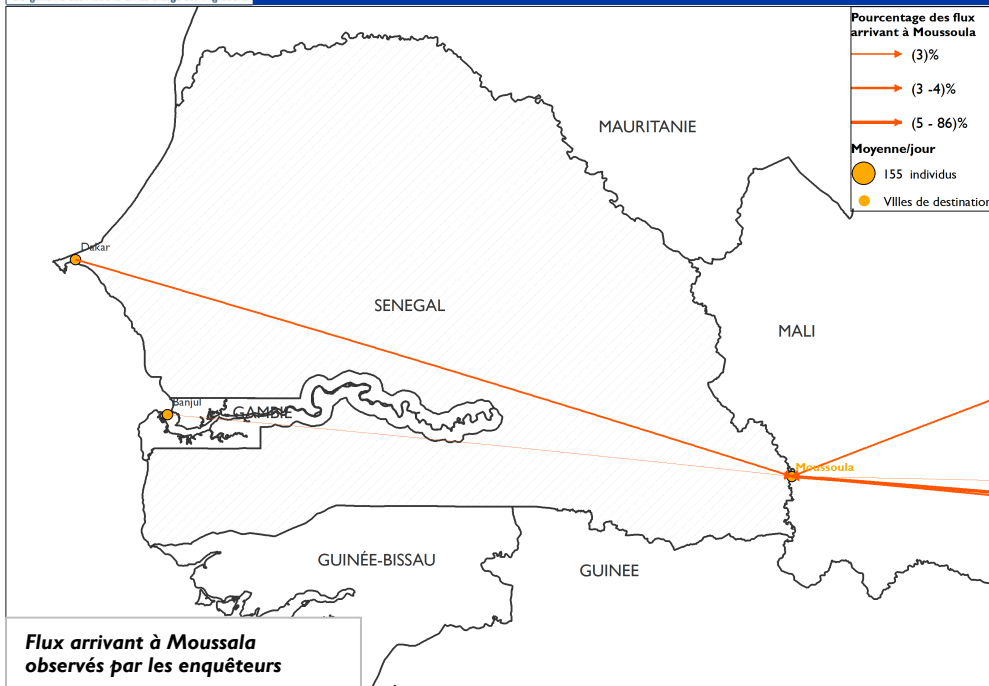 Pourcentage des flux
arrivant à Moussoula
(3)%
(3 -4)%
(5 - 86)%
Moyenne/jour
155 individus
VIlles de destination
MAURITANIE
Dakar
SENEGAL
MALI
Banjul
GAMBIE
Moussoula
GUINÉE-BISSAU
GUINEE
Flux arrivant à Moussala
observés par les enquêteurs